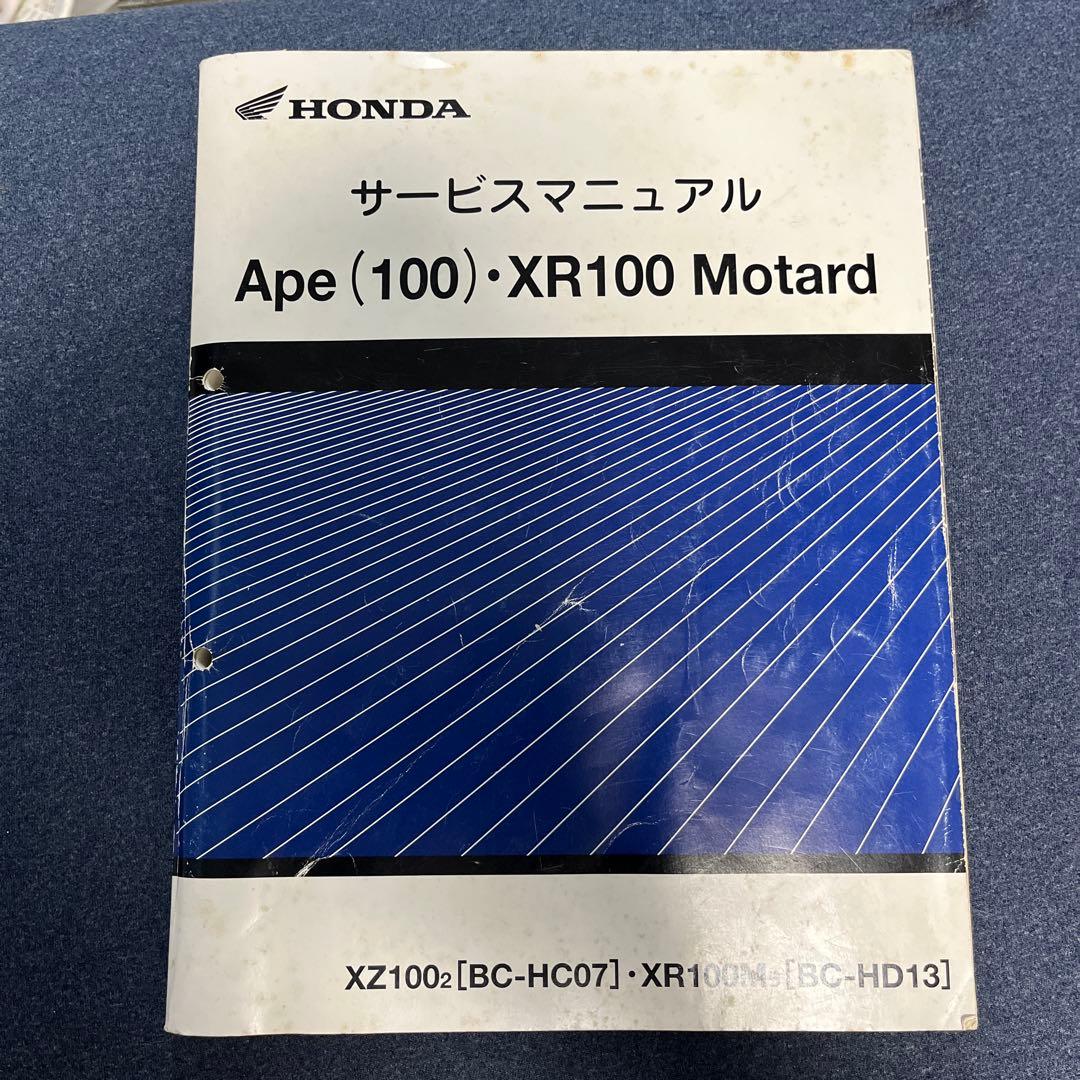 HONDA
サービスマニュアル
Ape（100）・XR100 Motard
XZ100₂［BC-HC07］・XR100M₅［BC-HD13］